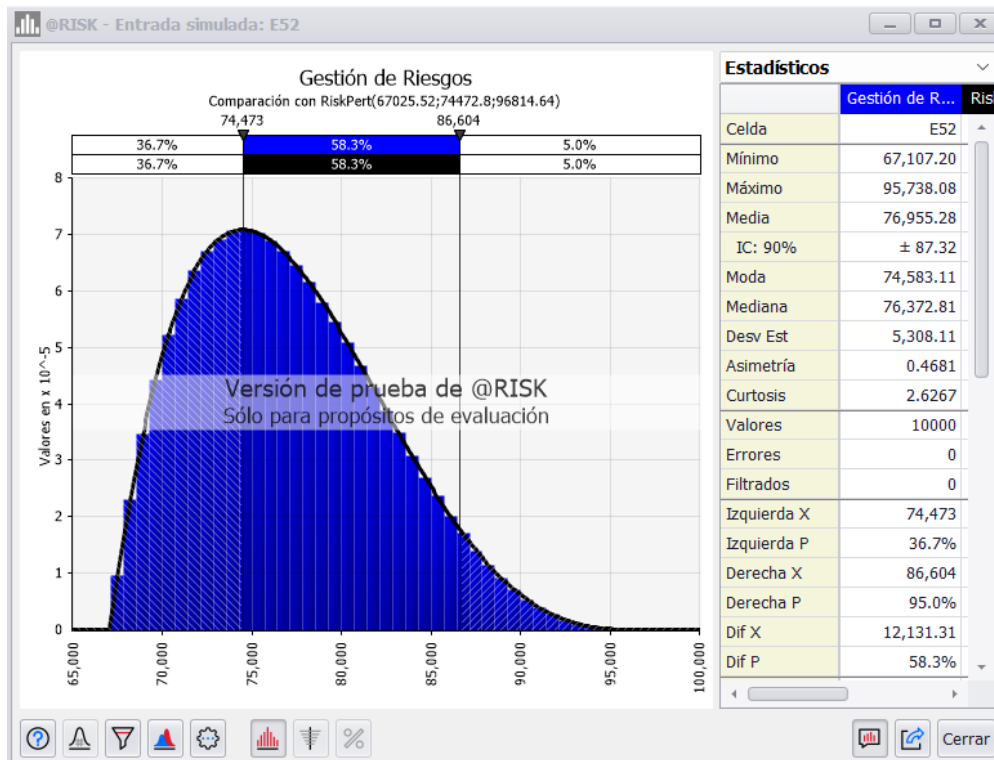 @RISK - Entrada simulada: E52
Gestión de Riesgos
Comparación con RiskPert(67025.52;74472.8;96814.64)
74,473 86,604
36.7% 58.3% 5.0%
36.7% 58.3% 5.0%
Valores en x 10^-5
8
7
6
5
4
3
2
1
0
65,000 70,000 75,000 80,000 85,000 90,000 95,000 100,000
Versión de prueba de @RISK
Sólo para propósitos de evaluación
Estadísticos
Gestión de R... Ris
Celda E52
Mínimo 67,107.20
Máximo 95,738.08
Media 76,955.28
IC: 90% ± 87.32
Moda 74,583.11
Mediana 76,372.81
Desv Est 5,308.11
Asimetría 0.4681
Curtosis 2.6267
Valores 10000
Errores 0
Filtrados 0
Izquierda X 74,473
Izquierda P 36.7%
Derecha X 86,604
Derecha P 95.0%
Dif X 12,131.31
Dif P 58.3%
Cerrar